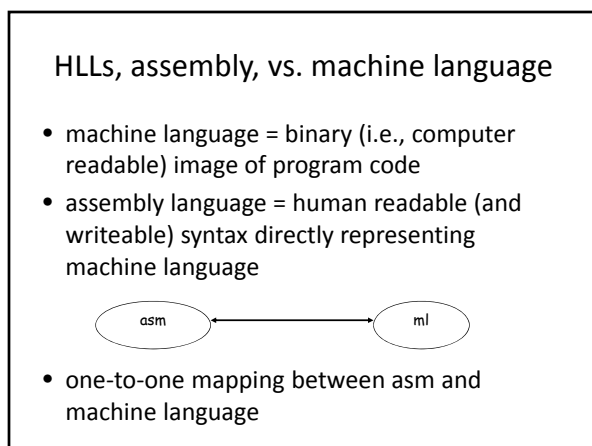 HLLs, assembly, vs. machine language
• machine language = binary (i.e., computer
readable) image of program code
• assembly language = human readable (and
writeable) syntax directly representing
machine language
asm
ml
• one-to-one mapping between asm and
machine language